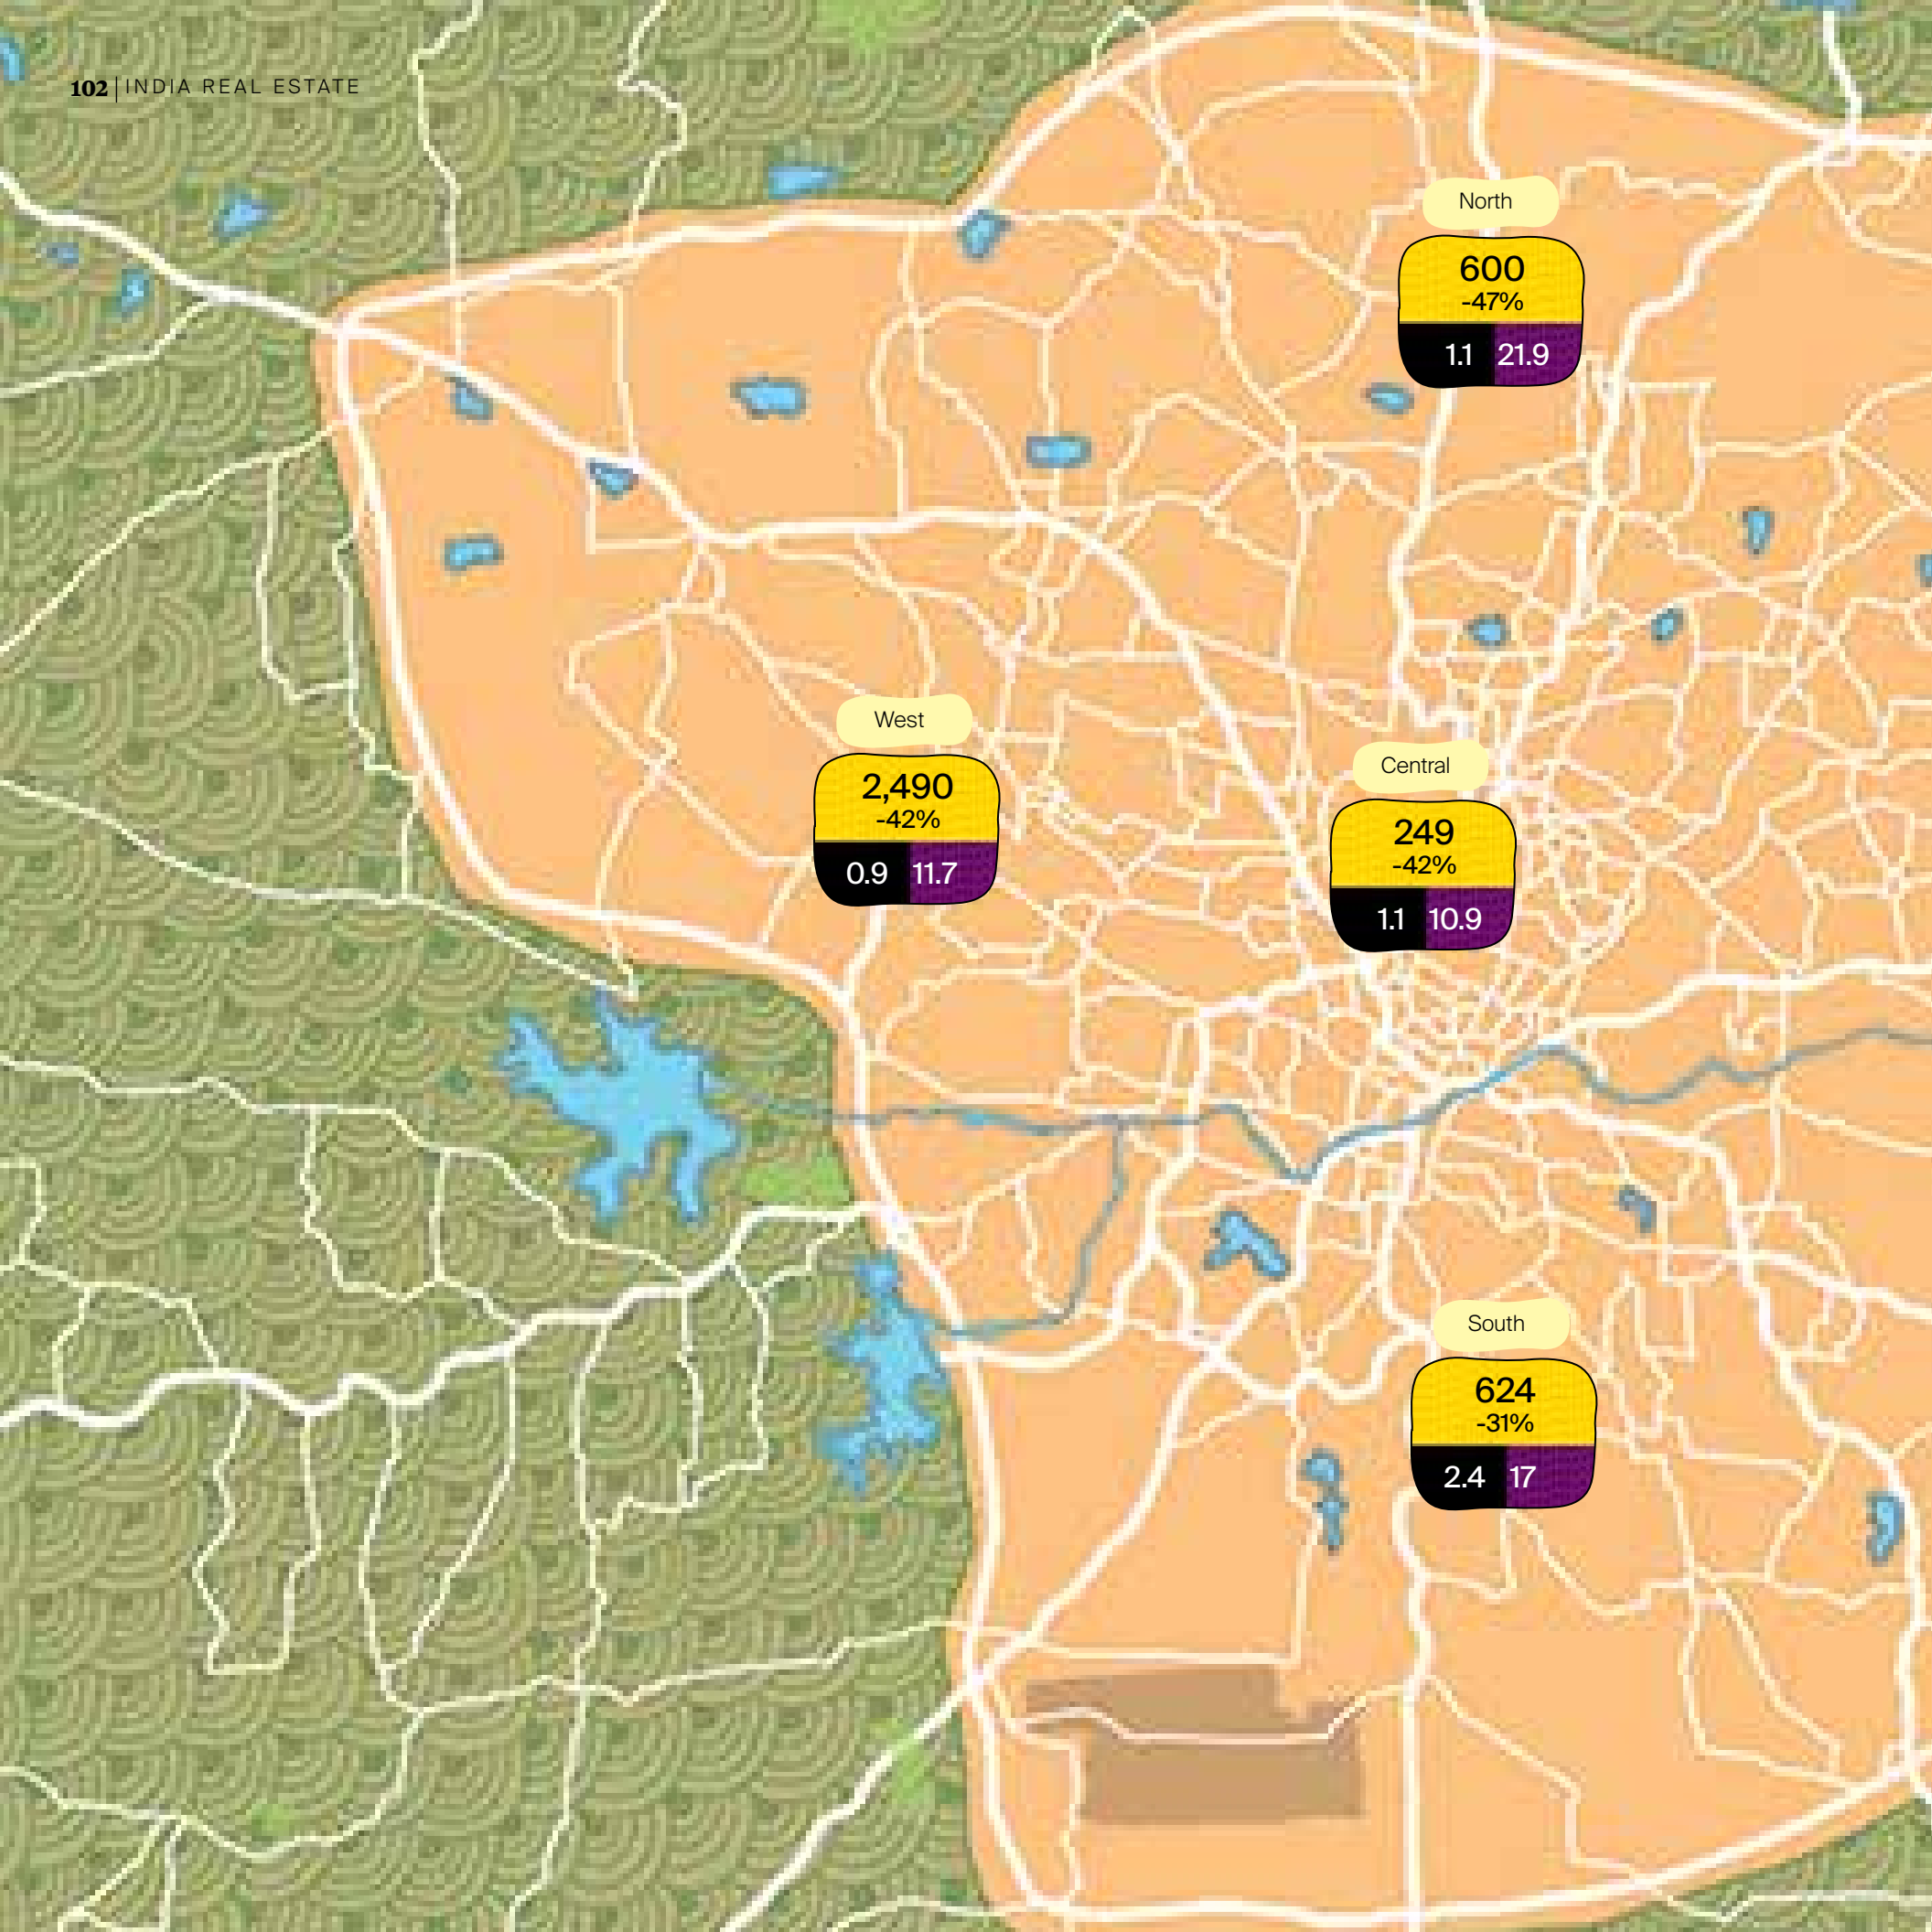 102 | INDIA REAL ESTATE
North
600
-47%
1.1 21.9
West
2,490
-42%
0.9 11.7
Central
249
-42%
1.1 10.9
South
624
-31%
2.4 17